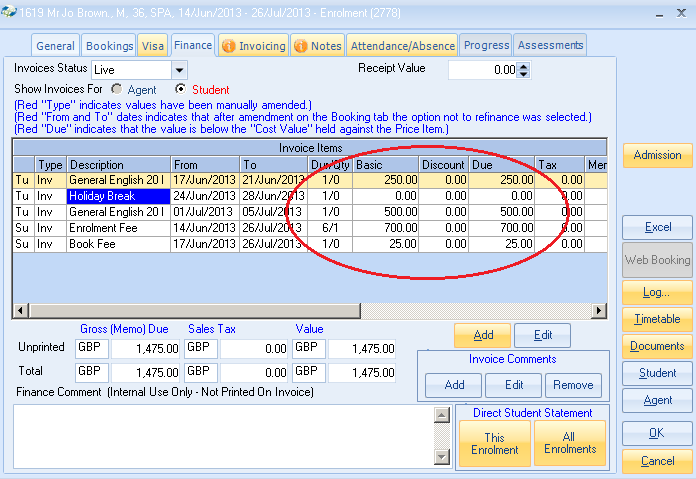 1619 Mr Jo Brown., M, 36, SPA, 14/Jun/2013 - 26/Jul/2013 - Enrolment (2778)
General Bookings Visa Finance Invoicing Notes Attendance/Absence Progress Assessments
Invoices Status Live Receipt Value 0.00
Show Invoices For Agent Student
(Red "Type" indicates values have been manually amended.)
(Red "From and To" dates indicates that after amendment on the Booking tab the option not to refinance was selected.)
(Red "Due" indicates that the value is below the "Cost Value" held against the Price Item.)
Invoice Items
Type Description From To Dur/Qty Basic Discount Due Tax Mer
Tu Inv General English 20 l 17/Jun/2013 21/Jun/2013 1/0 250.00 0.00 250.00 0.00
Tu Inv Holiday Break 24/Jun/2013 28/Jun/2013 1/0 0.00 0.00 0.00 0.00
Tu Inv General English 20 l 01/Jul/2013 05/Jul/2013 1/0 500.00 0.00 500.00 0.00
Su Inv Enrolment Fee 14/Jun/2013 26/Jul/2013 6/1 700.00 0.00 700.00 0.00
Su Inv Book Fee 17/Jun/2013 26/Jul/2013 1/0 25.00 0.00 25.00 0.00
Gross (Memo) Due Sales Tax Value
Unprinted GBP 1,475.00 GBP 0.00 GBP 1,475.00
Total GBP 1,475.00 GBP 0.00 GBP 1,475.00
Finance Comment (Internal Use Only - Not Printed On Invoice)
Add Edit
Invoice Comments
Add Edit Remove
Direct Student Statement
This Enrolment
All Enrolments
Admission
Excel
Web Booking
Log...
Timetable
Documents
Student
Agent
OK
Cancel